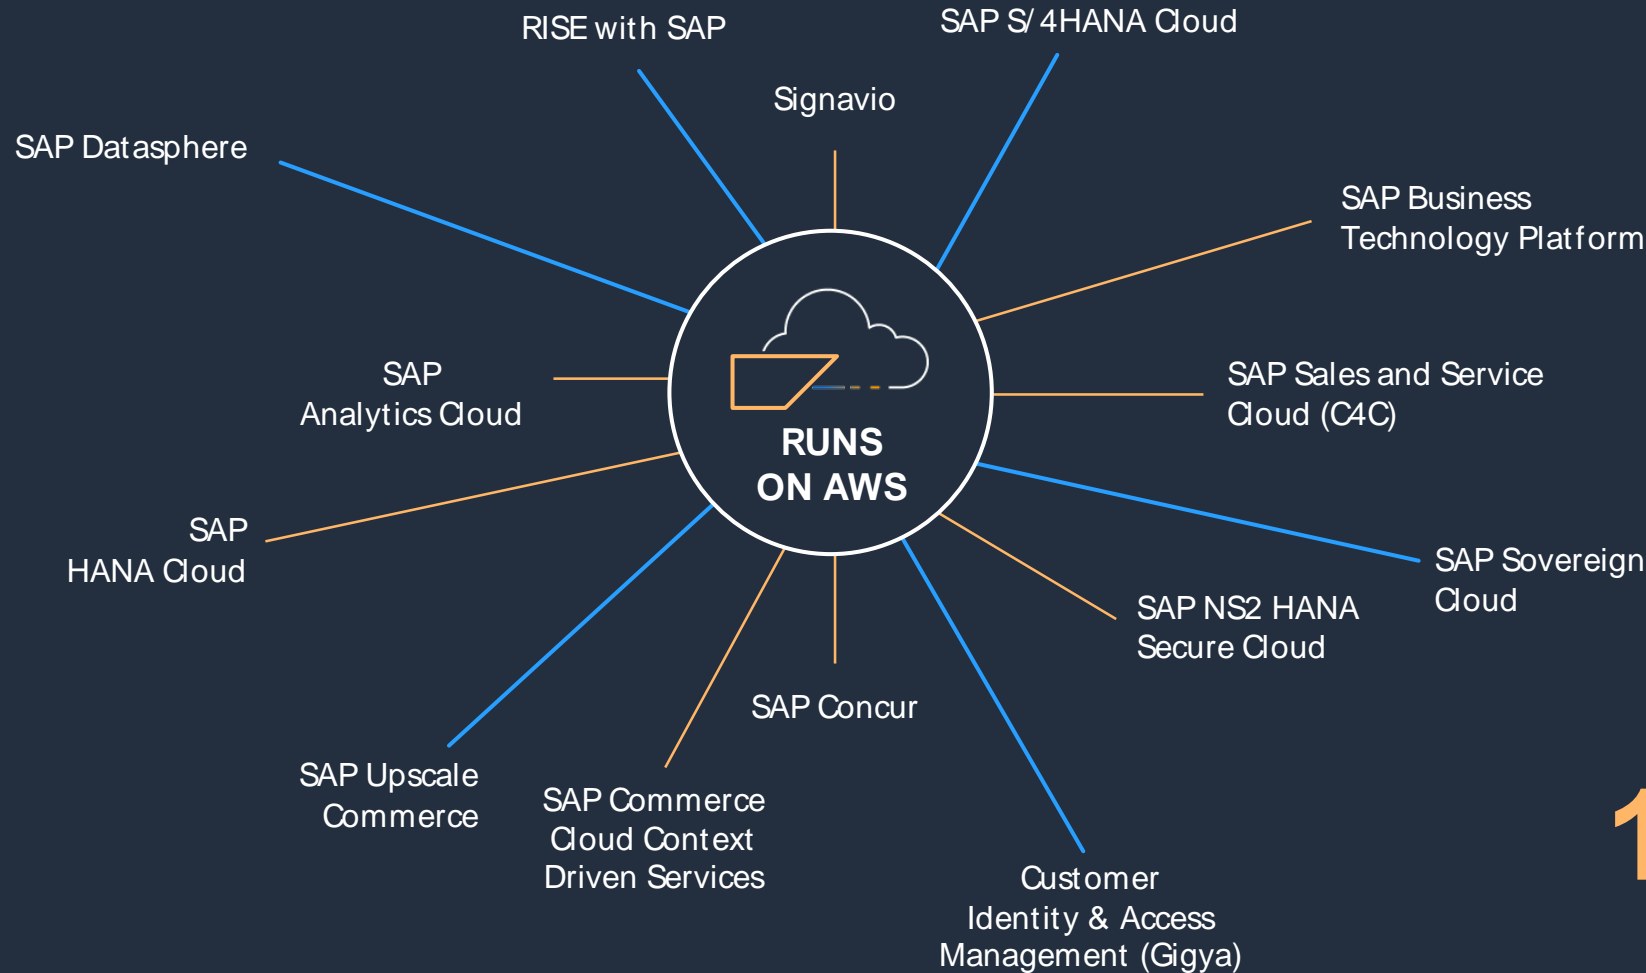 RISE with SAP
SAP S/4HANA Cloud
Signavio
SAP Datasphere
SAP Business
Technology Platform
SAP
Analytics Cloud
SAP Sales and Service
Cloud (C4C)
RUNS
ON AWS
SAP
HANA Cloud
SAP Sovereign
Cloud
SAP NS2 HANA
Secure Cloud
SAP Concur
SAP Upscale
Commerce
SAP Commerce
Cloud Context
Driven Services
Customer
Identity & Access
Management (Gigya)
1